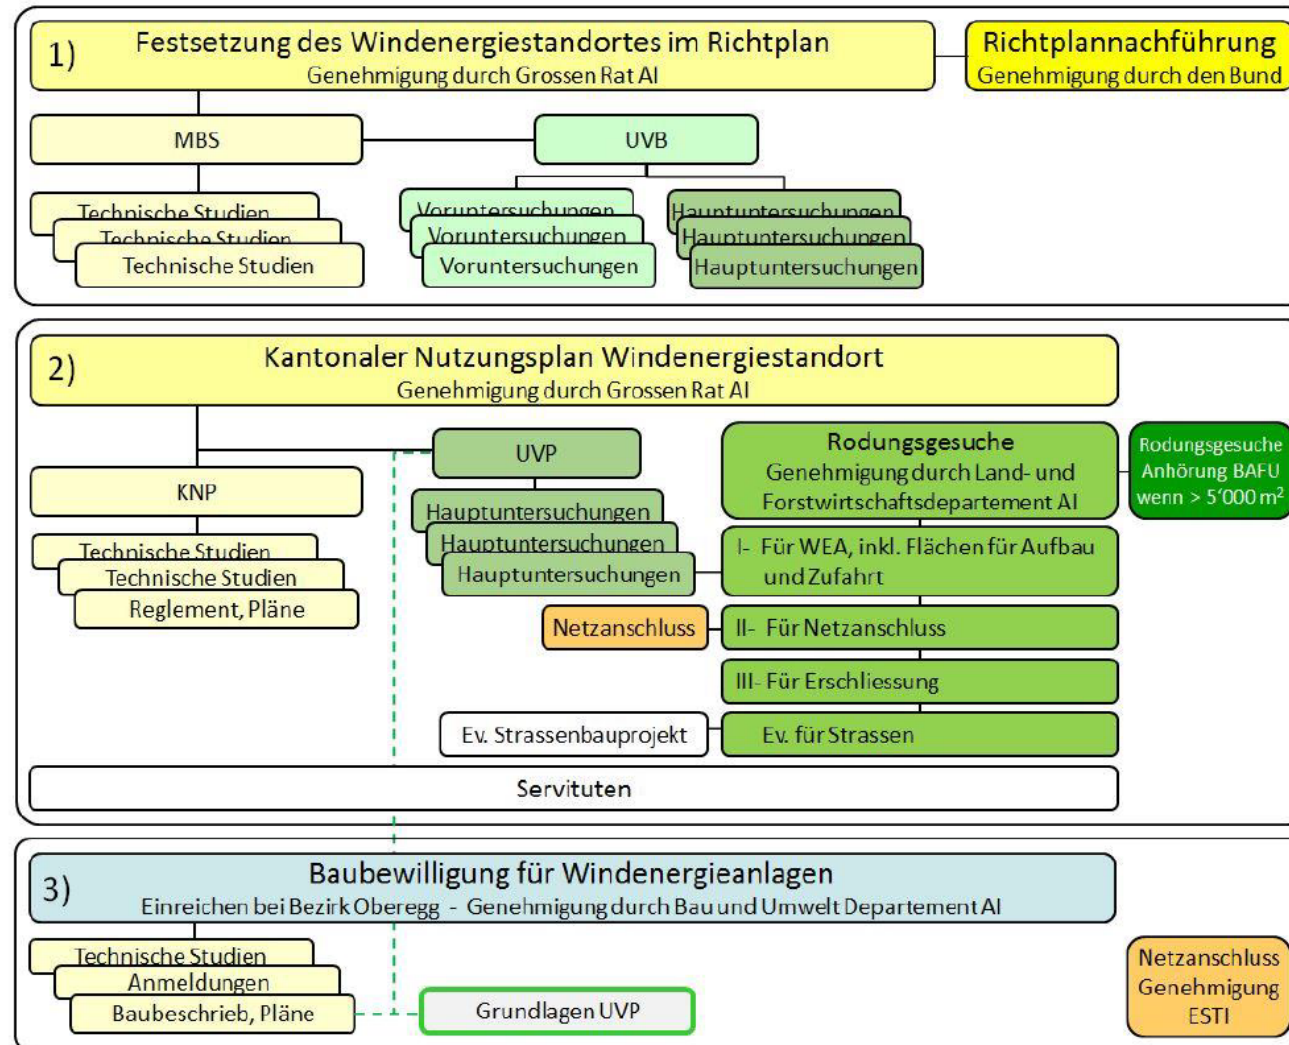 1)
Festsetzung des Windenergiestandortes im Richtplan
Genehmigung durch Grossen Rat AI
Richtplannachführung
Genehmigung durch den Bund
MBS
UVB
Technische Studien
Technische Studien
Technische Studien
Voruntersuchungen
Voruntersuchungen
Voruntersuchungen
Hauptuntersuchungen
Hauptuntersuchungen
Hauptuntersuchungen
2)
Kantonaler Nutzungsplan Windenergiestandort
Genehmigung durch Grossen Rat AI
UVP
KNP
Technische Studien
Technische Studien
Reglement, Pläne
Hauptuntersuchungen
Hauptuntersuchungen
Hauptuntersuchungen
Rodungsgesuche
Genehmigung durch Land- und
Forstwirtschaftsdepartement AI
Rodungsgesuche
Anhörung BAFU
wenn > 5'000 m²
I- Für WEA, inkl. Flächen für Aufbau
und Zufahrt
Netzanschluss
II- Für Netzanschluss
III- Für Erschliessung
Ev. Strassenbauprojekt
Ev. für Strassen
Servituten
3)
Baubewilligung für Windenergieanlagen
Einreichen bei Bezirk Oberegg - Genehmigung durch Bau und Umwelt Departement AI
Technische Studien
Anmeldungen
Baubeschrieb, Pläne
Grundlagen UVP
Netzanschluss
Genehmigung
ESTI